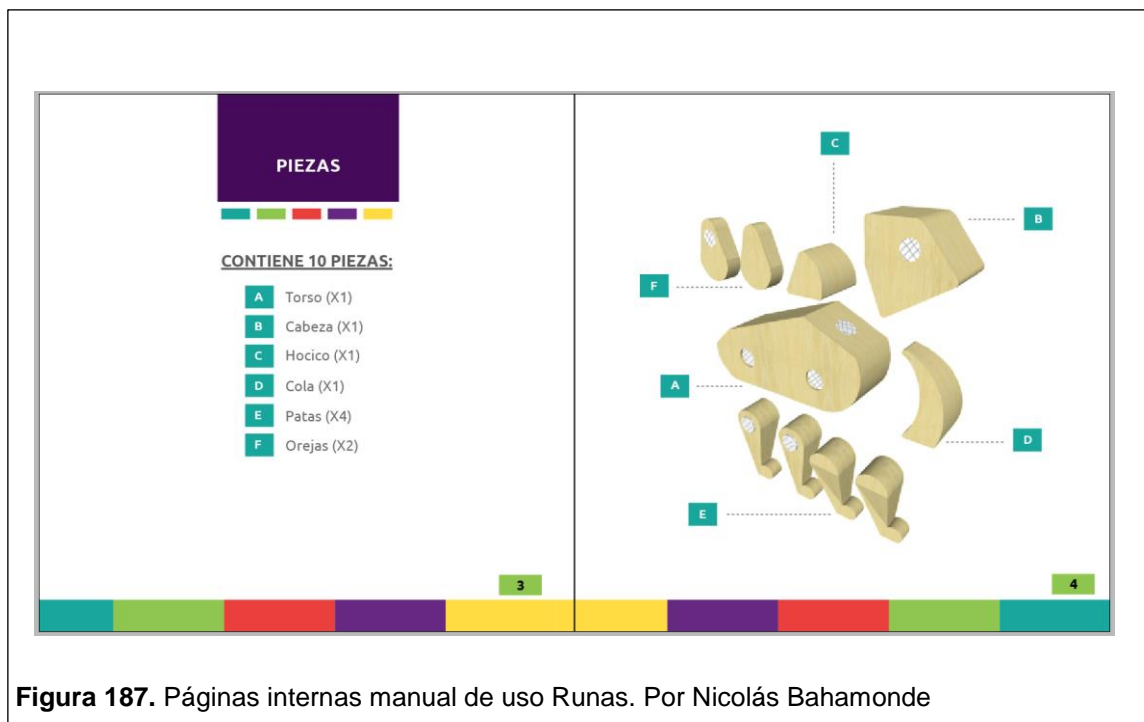 PIEZAS
CONTIENE 10 PIEZAS:
A Torso (X1)
B Cabeza (X1)
C Hocico (X1)
D Cola (X1)
E Patas (X4)
F Orejas (X2)
3
C
B
F
A
D
E
4
Figura 187. Páginas internas manual de uso Runas. Por Nicolás Bahamonde